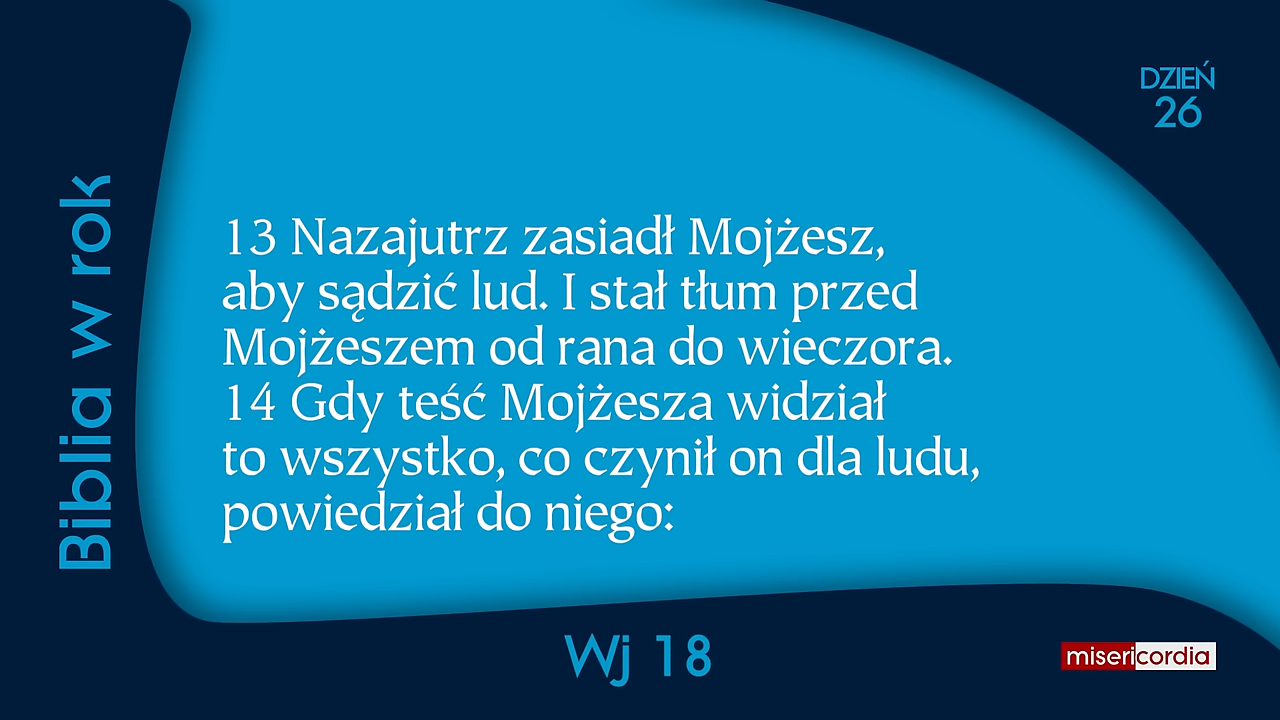 DZIEŃ
26
Biblia w rok
13 Nazajutrz zasiadł Mojżesz,
aby sądzić lud. I stał tłum przed
Mojżeszem od rana do wieczora.
14 Gdy teść Mojżesza widział
to wszystko, co czynił on dla ludu,
powiedział do niego:
Wj 18
misericordia